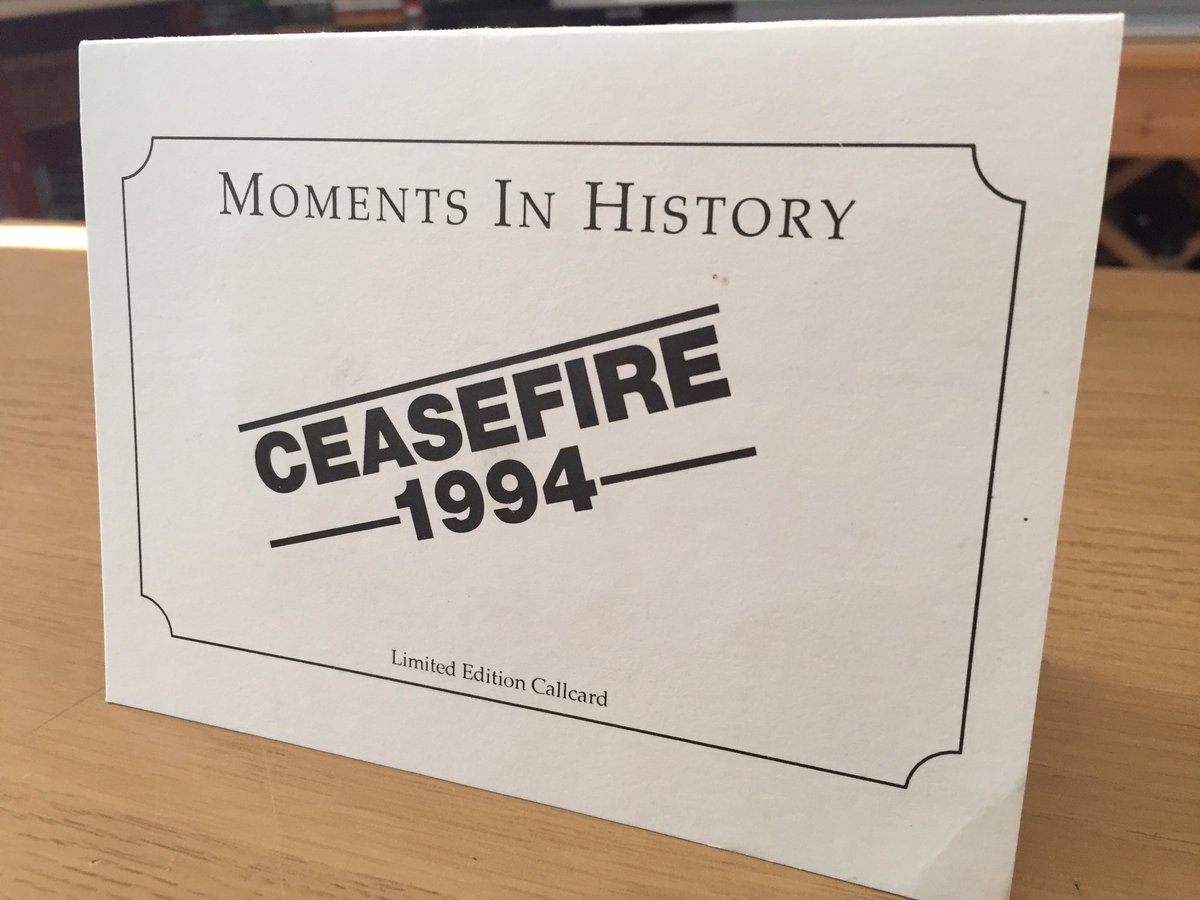 MOMENTS IN HISTORY
CEASEFIRE
1994
Limited Edition Callcard